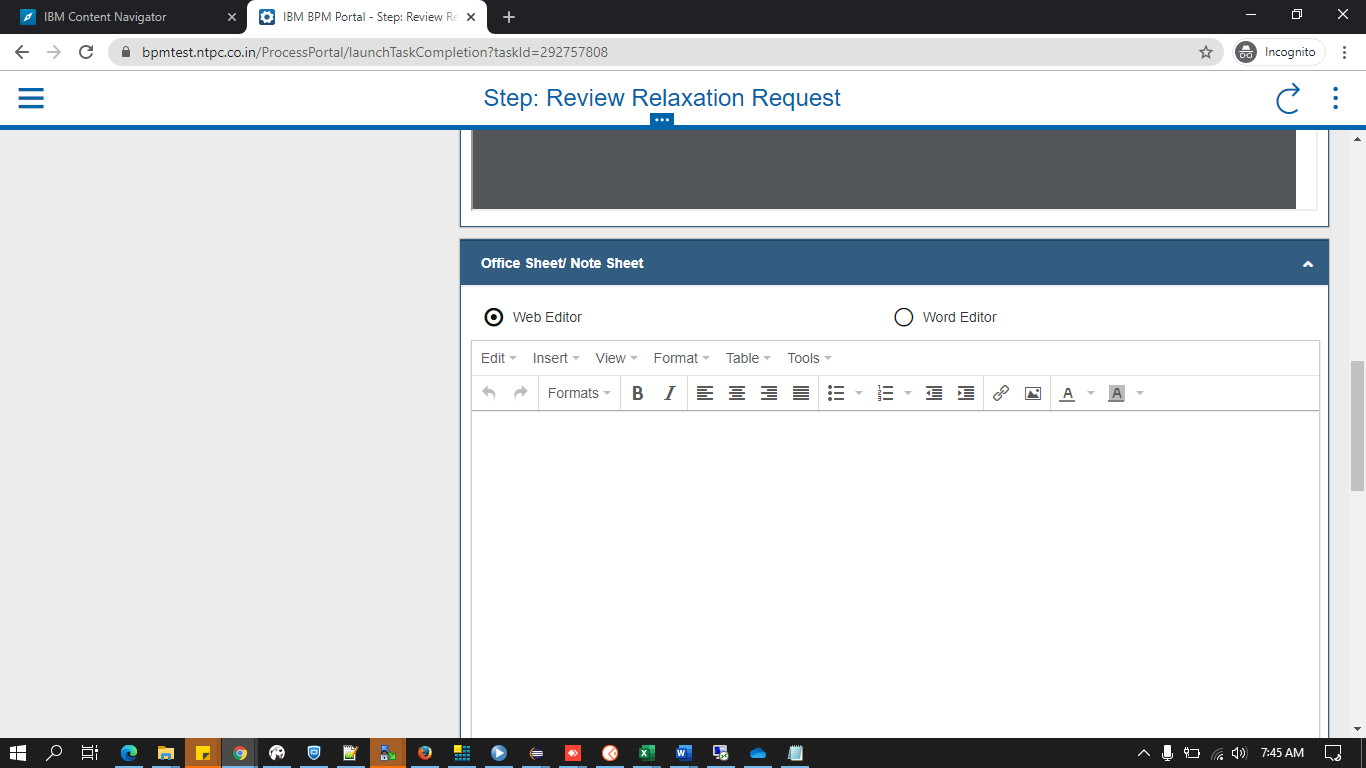 IBM Content Navigator
IBM BPM Portal - Step: Review Re
bpmtest.ntpc.co.in/ProcessPortal/launchTaskCompletion?taskId=292757808
Incognito
Step: Review Relaxation Request
Office Sheet/ Note Sheet
Web Editor Word Editor
Edit Insert View Format Table Tools
Formats B I A A
7:45 AM